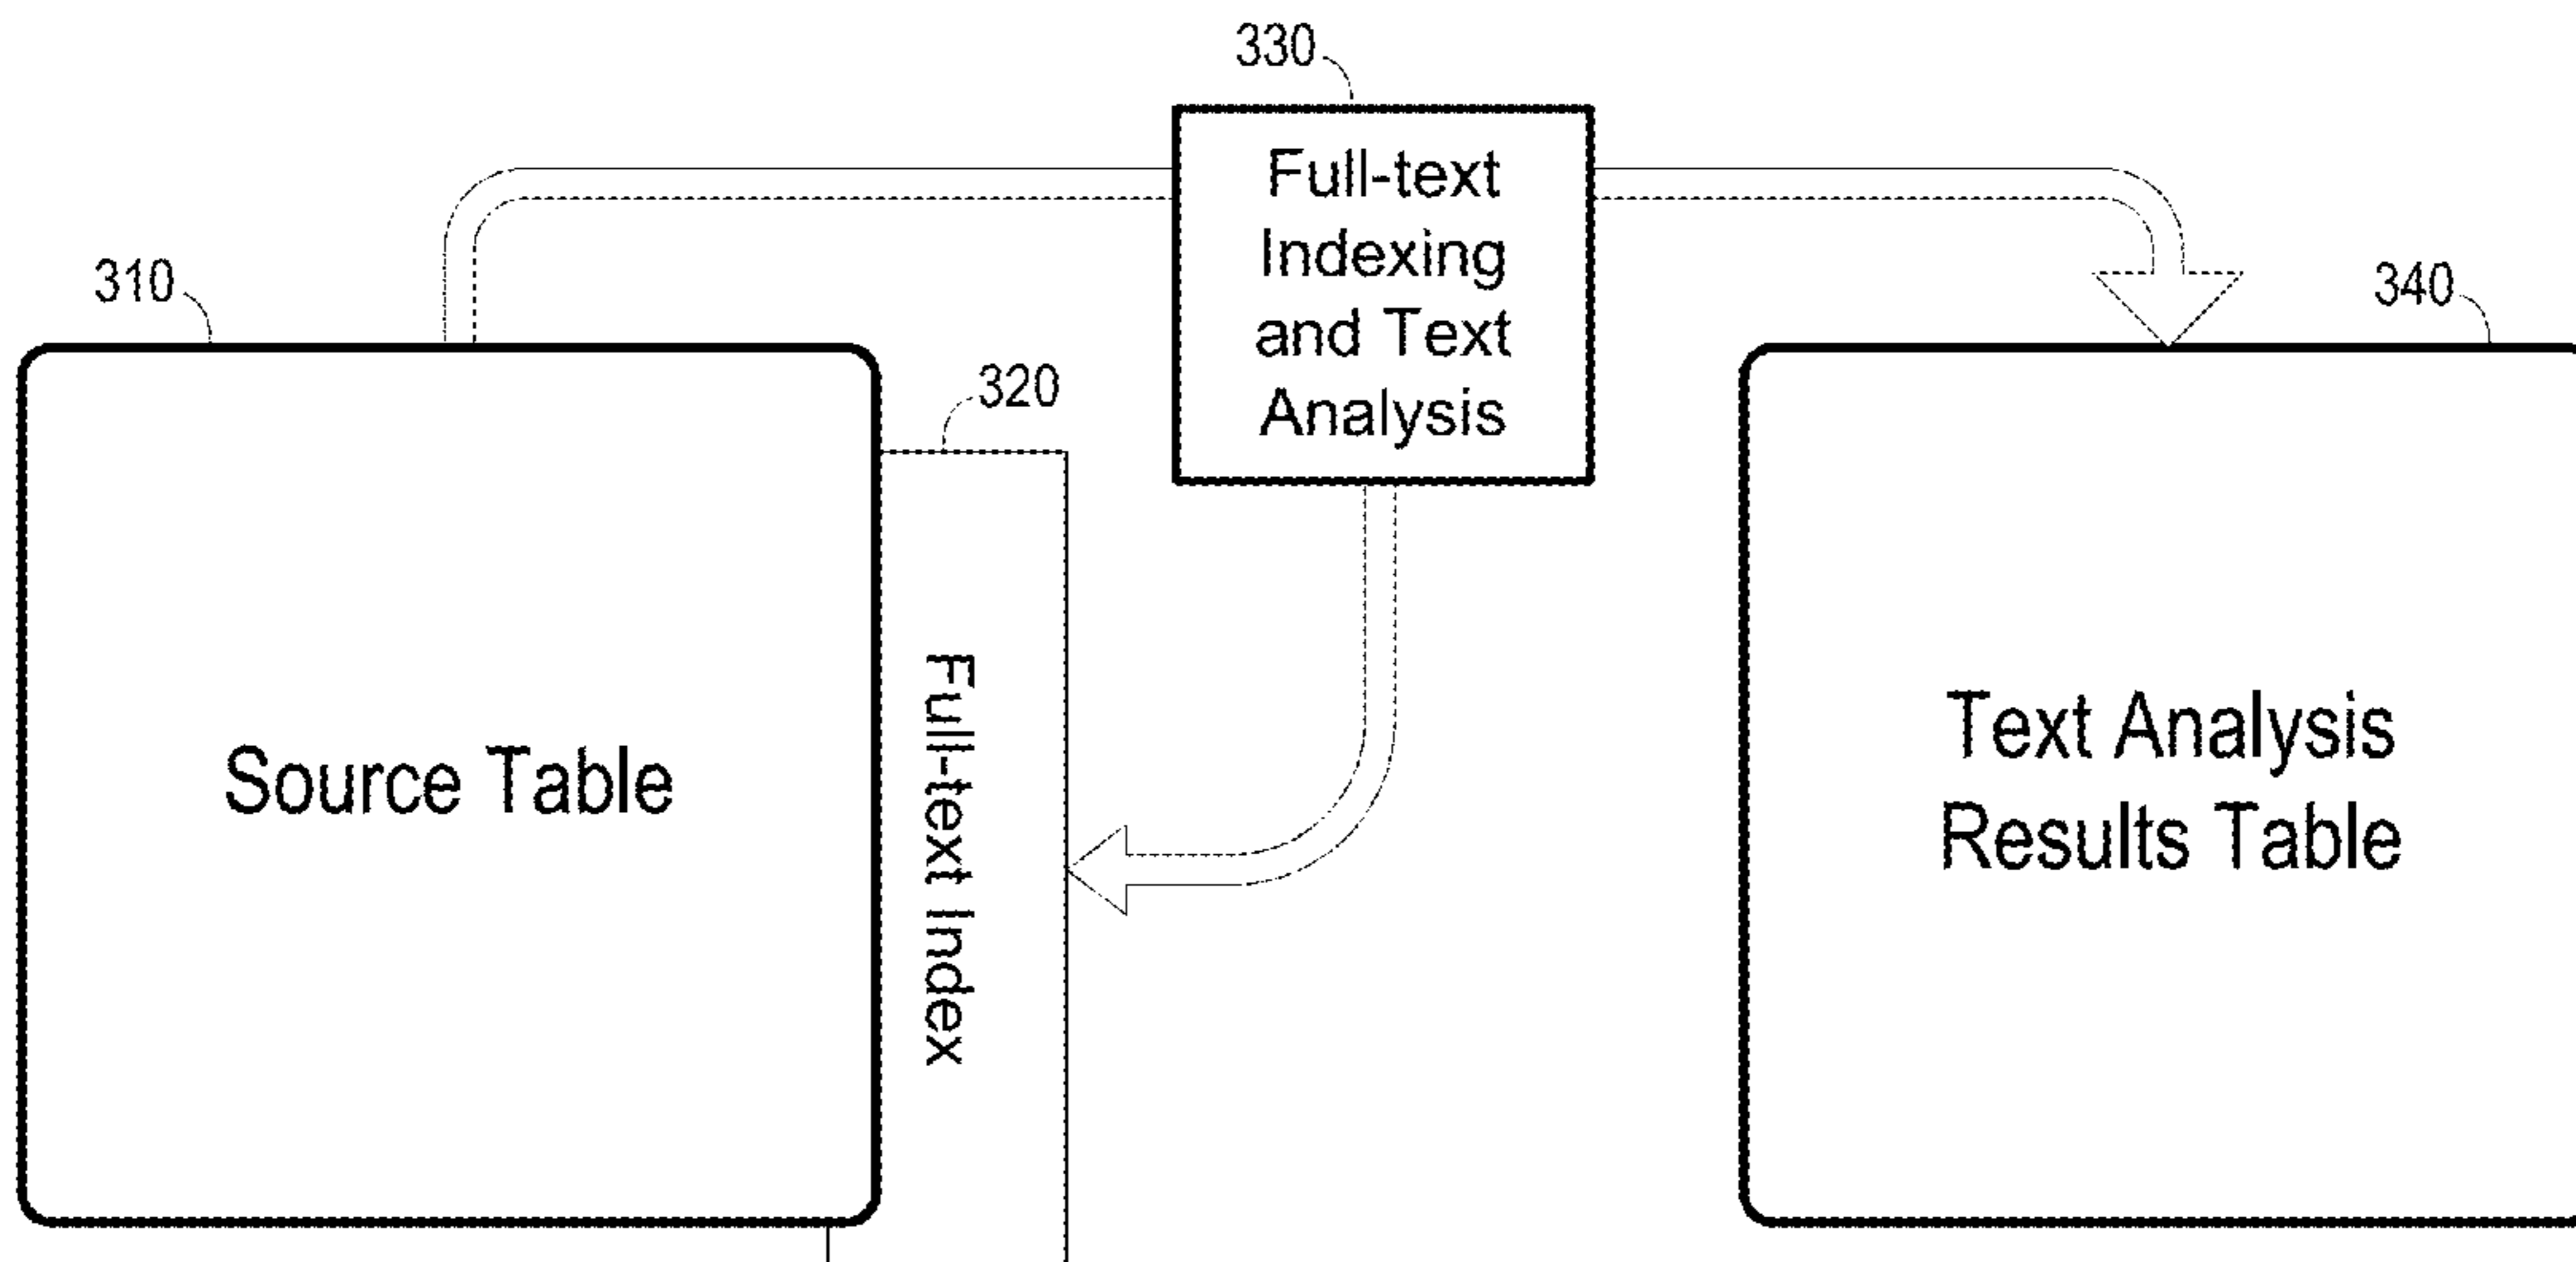 330
Full-text
Indexing
and Text
Analysis
310
340
320
Source Table
Full-text Index
Text Analysis
Results Table